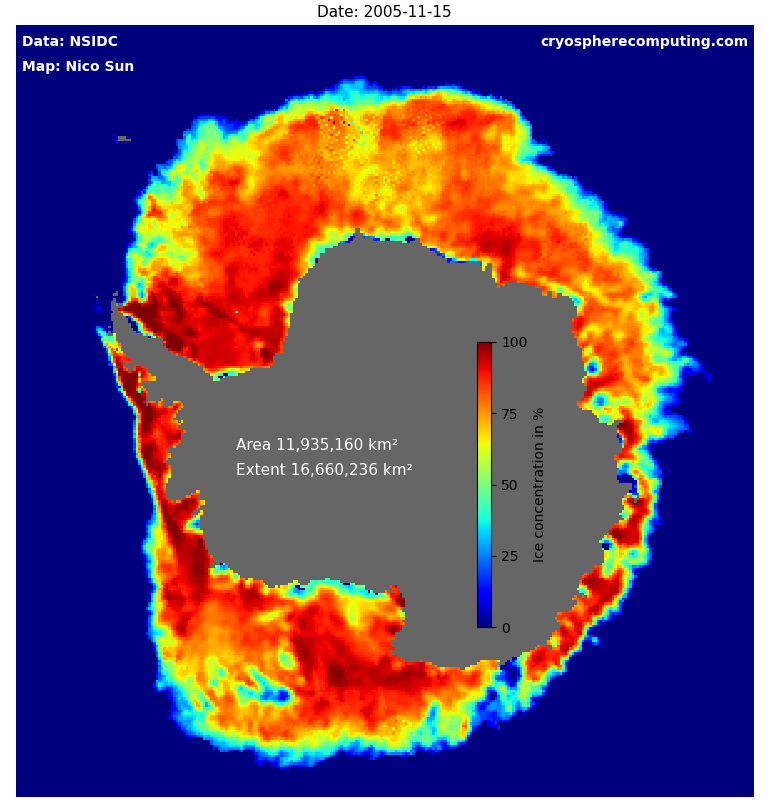 Date: 2005-11-15
Data: NSIDC
cryospherecomputing.com
Map: Nico Sun
100
75
50
25
0
Ice concentration in %
Area 11,935,160 km²
Extent 16,660,236 km²